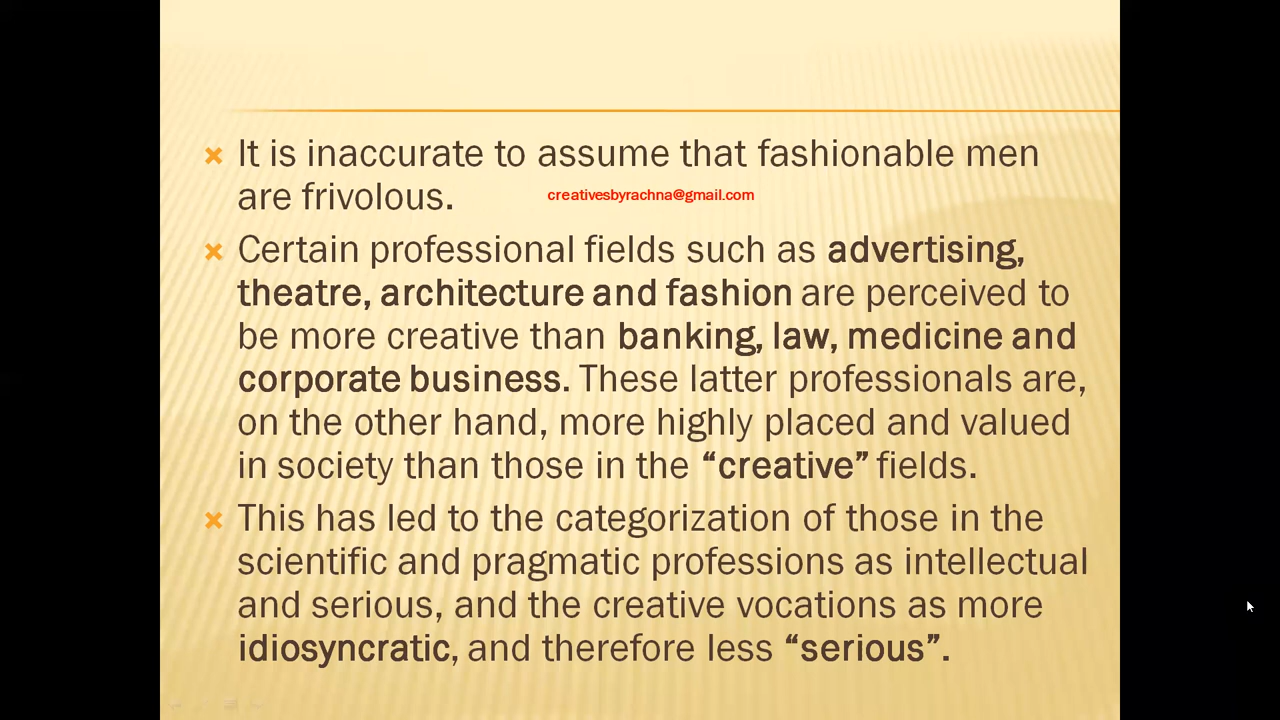 It is inaccurate to assume that fashionable men
are frivolous.
creativesbyrachna@gmail.com
Certain professional fields such as advertising,
theatre, architecture and fashion are perceived to
be more creative than banking, law, medicine and
corporate business. These latter professionals are,
on the other hand, more highly placed and valued
in society than those in the “creative” fields.
This has led to the categorization of those in the
scientific and pragmatic professions as intellectual
and serious, and the creative vocations as more
idiosyncratic, and therefore less “serious”.